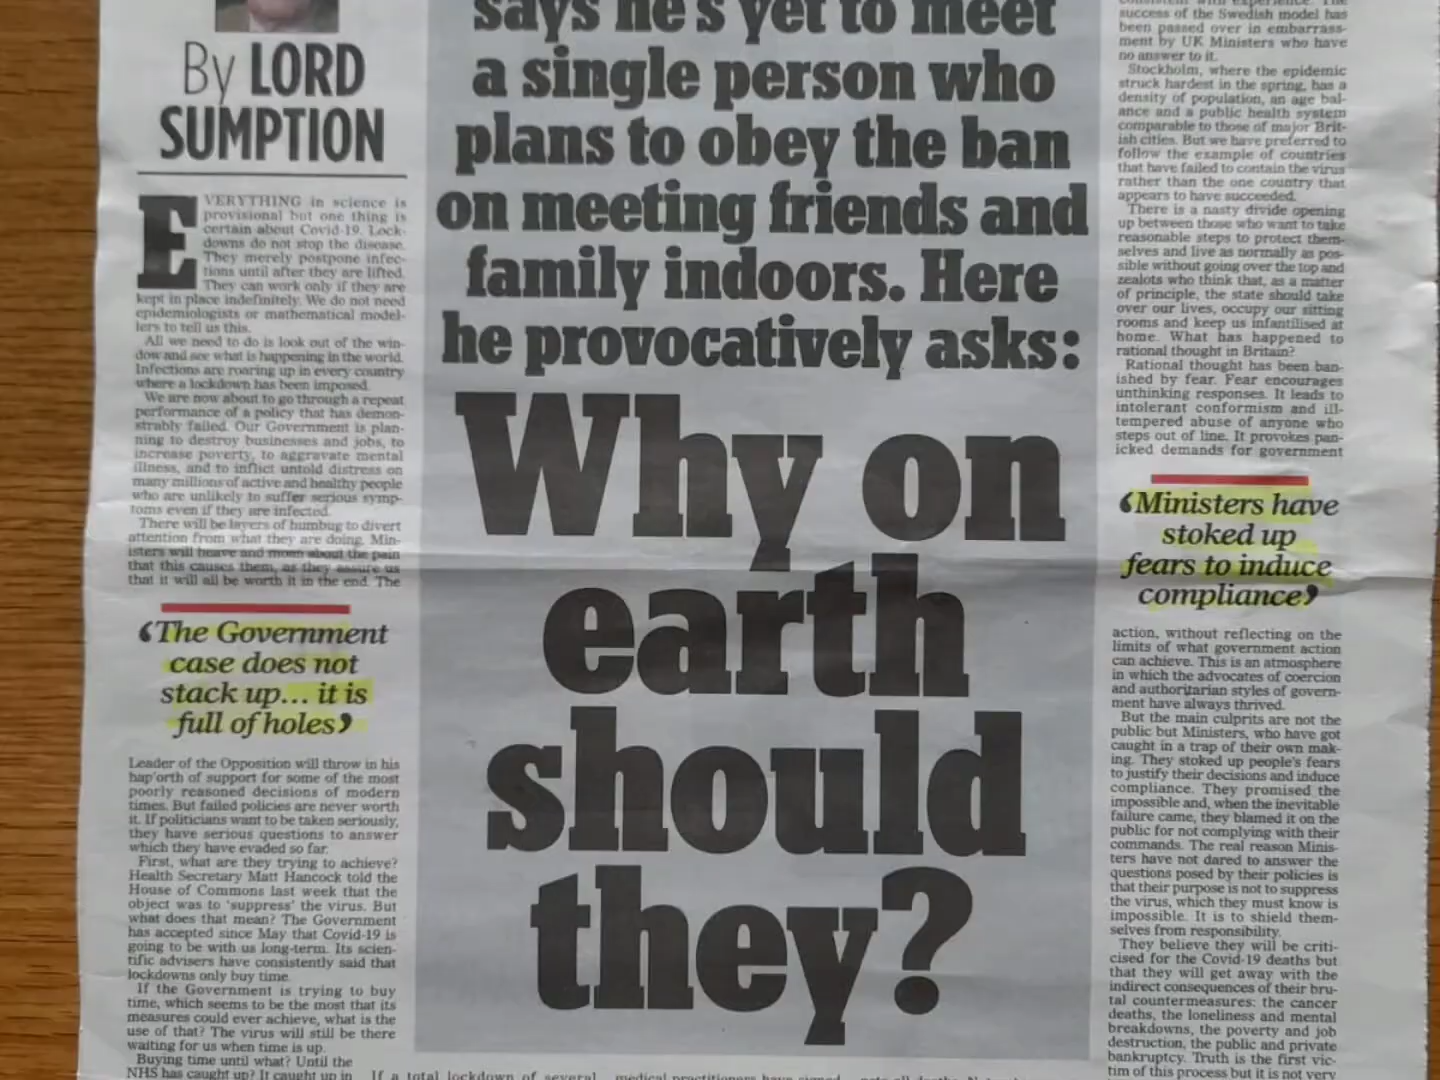 By LORD
SUMPTION
EVERYTHING in science is
provisional but one thing is
certain about Covid-19. Lock-
downs do not stop the disease.
They merely postpone infec-
tions until after they are lifted.
They can work only if they are
kept in place indefinitely. We do not need
epidemiologists or mathematical model-
lers to tell us this.
All we need to do is look out of the win-
dow and see what is happening in the world.
Infections are roaring up in every country
where a lockdown has been imposed.
We are now about to go through a repeat
performance of a policy that has demon-
strably failed. Our Government is plan-
ning to destroy businesses and jobs, to
increase poverty, to aggravate mental
illness, and to inflict untold distress on
many millions of active and healthy people
who are unlikely to suffer serious symp-
toms even if they are infected.
There will be layers of humbug to divert
attention from what they are doing. Min-
isters will heave and moan about the pain
that this causes them, as they assure us
that it will all be worth it in the end. The
‘The Government
case does not
stack up... it is
full of holes’
Leader of the Opposition will throw in his
hap'orth of support for some of the most
poorly reasoned decisions of modern
times. But failed policies are never worth
it. If politicians want to be taken seriously,
they have serious questions to answer
which they have evaded so far.
First, what are they trying to achieve?
Health Secretary Matt Hancock told the
House of Commons last week that the
object was to ‘suppress’ the virus. But
what does that mean? The Government
has accepted since May that Covid-19 is
going to be with us long-term. Its scien-
tific advisers have consistently said that
lockdowns only buy time.
If the Government is trying to buy
time, which seems to be the most that its
measures could ever achieve, what is the
use of that? The virus will still be there
waiting for us when time is up.
Buying time until what? Until the
NHS has caught up? It caught up in
says he's yet to meet
a single person who
plans to obey the ban
on meeting friends and
family indoors. Here
he provocatively asks:
Why on
earth
should
they?
If a total lockdown of several
medical practitioners have signed
success of the Swedish model has
been passed over in embarrass-
ment by UK Ministers who have
no answer to it.
Stockholm, where the epidemic
struck hardest in the spring, has a
density of population, an age bal-
ance and a public health system
comparable to those of major Brit-
ish cities. But we have preferred to
follow the example of countries
that have failed to contain the virus
rather than the one country that
appears to have succeeded.
There is a nasty divide opening
up between those who want to take
reasonable steps to protect them-
selves and live as normally as pos-
sible without going over the top and
zealots who think that, as a matter
of principle, the state should take
over our lives, occupy our sitting
rooms and keep us infantilised at
home. What has happened to
rational thought in Britain?
Rational thought has been ban-
ished by fear. Fear encourages
unthinking responses. It leads to
intolerant conformism and ill-
tempered abuse of anyone who
steps out of line. It provokes pan-
icked demands for government
‘Ministers have
stoked up
fears to induce
compliance’
action, without reflecting on the
limits of what government action
can achieve. This is an atmosphere
in which the advocates of coercion
and authoritarian styles of govern-
ment have always thrived.
But the main culprits are not the
public but Ministers, who have got
caught in a trap of their own mak-
ing. They stoked up people's fears
to justify their decisions and induce
compliance. They promised the
impossible and, when the inevitable
failure came, they blamed it on the
public for not complying with their
commands. The real reason Minis-
ters have not dared to answer the
questions posed by their policies is
that their purpose is not to suppress
the virus, which they must know is
impossible. It is to shield them-
selves from responsibility.
They believe they will be criti-
cised for the Covid-19 deaths but
that they will get away with the
indirect consequences of their bru-
tal countermeasures: the cancer
deaths, the loneliness and mental
breakdowns, the poverty and job
destruction, the public and private
bankruptcy. Truth is the first vic-
tim of this process but it is not very